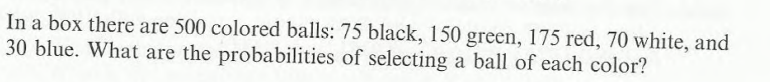 In a box there are 500 colored balls: 75 black, 150 green, 175 red, 70 white, and
30 blue. What are the probabilities of selecting a ball of each color?